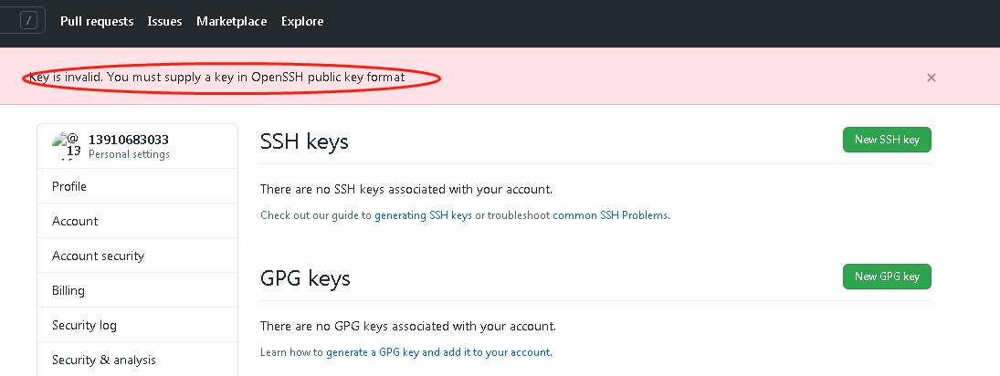 / Pull requests Issues Marketplace Explore
Key is invalid. You must supply a key in OpenSSH public key format ×
@
13
13910683033
Personal settings
Profile
Account
Account security
Billing
Security log
Security & analysis
SSH keys New SSH key
There are no SSH keys associated with your account.
Check out our guide to generating SSH keys or troubleshoot common SSH Problems.
GPG keys New GPG key
There are no GPG keys associated with your account.
Learn how to generate a GPG key and add it to your account.